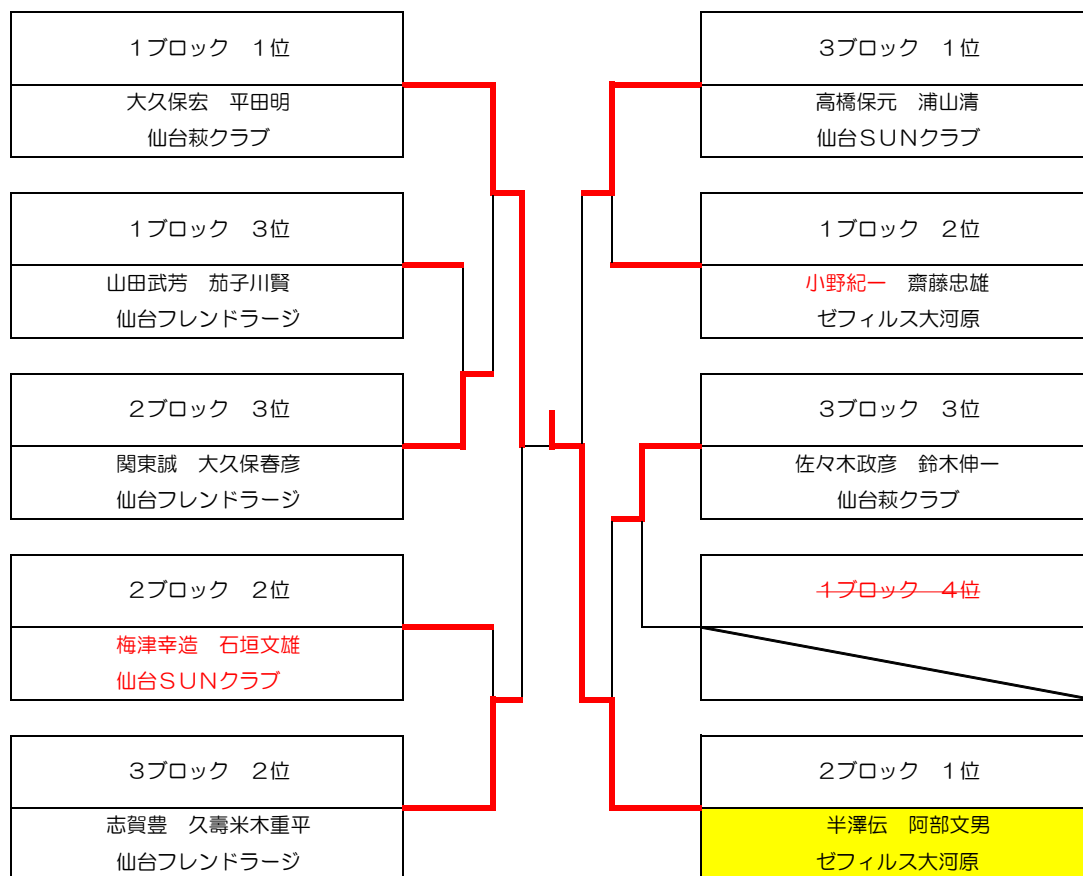 1ブロック　1位
大久保宏　平田明
仙台萩クラブ
1ブロック　3位
山田武芳　茄子川賢
仙台フレンドラージ
2ブロック　3位
関東誠　大久保春彦
仙台フレンドラージ
2ブロック　2位
梅津幸造　石垣文雄
仙台ＳＵＮクラブ
3ブロック　2位
志賀豊　久壽米木重平
仙台フレンドラージ
3ブロック　1位
高橋保元　浦山清
仙台ＳＵＮクラブ
1ブロック　2位
小野紀一　齋藤忠雄
ゼフィルス大河原
3ブロック　3位
佐々木政彦　鈴木伸一
仙台萩クラブ
1ブロック　4位
2ブロック　1位
半澤伝　阿部文男
ゼフィルス大河原